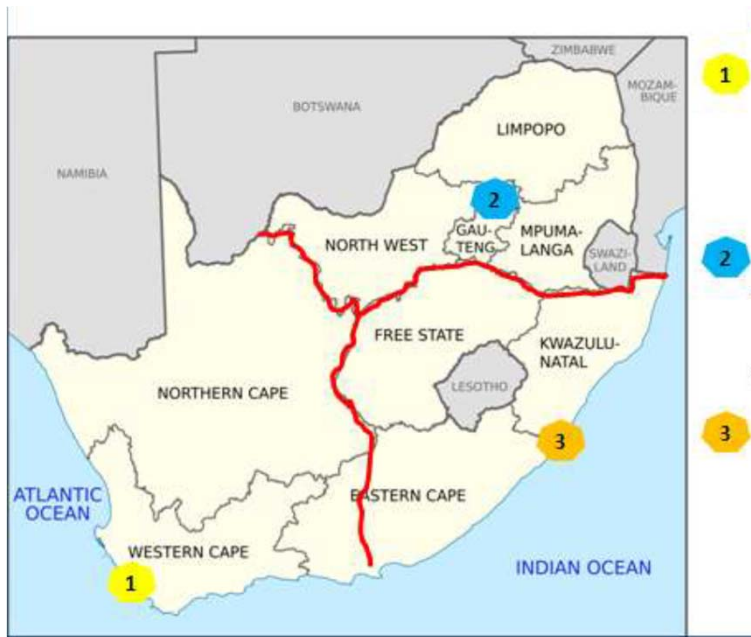 ZIMBABWE
1
MOZAM-
BIQUE
BOTSWANA
LIMPOPO
NAMIBIA
2
GAU-
TENG
MPUMA-
LANGA
NORTH WEST
SWAZI-
LAND
2
FREE STATE
KWAZULU-
NATAL
LESOTHO
NORTHERN CAPE
3
3
ATLANTIC
OCEAN
EASTERN CAPE
WESTERN CAPE
INDIAN OCEAN
1